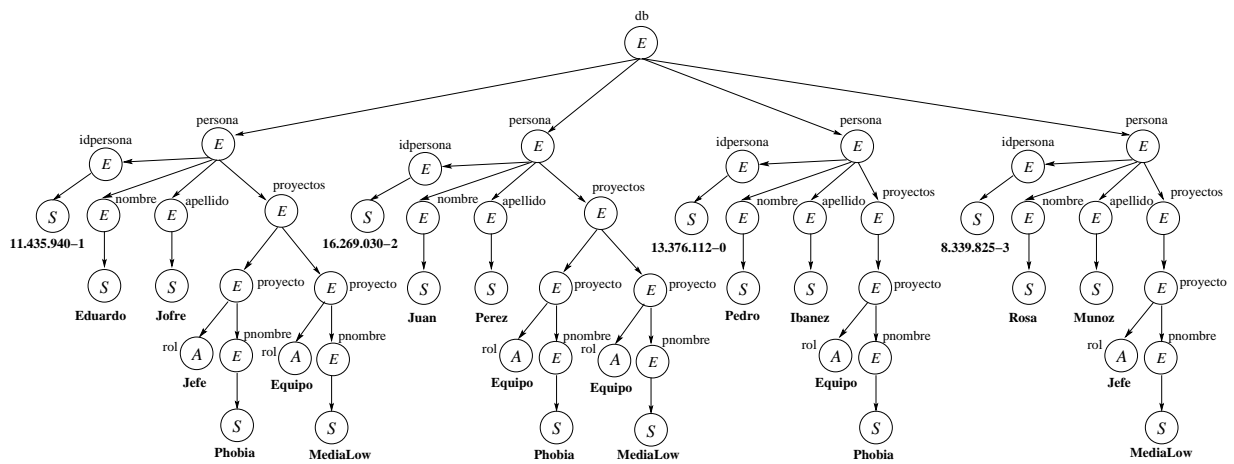 db
E
persona persona persona persona
idpersona E idpersona E idpersona E idpersona E
E E E E
nombre apellido proyectos nombre apellido proyectos nombre apellido proyectos nombre apellido proyectos
S E E E S E E E S E E E S E E E
11.435.940–1 16.269.030–2 13.376.112–0 8.339.825–3
S S E proyecto E proyecto S S E proyecto E proyecto S S E proyecto S S E proyecto
Eduardo Jofre Juan Perez Pedro Ibanez Rosa Munoz
rol A pnombre E rol A pnombre E rol A pnombre E rol A pnombre E rol A pnombre E rol A pnombre E
Jefe Equipo Equipo Equipo Equipo Jefe
S S S S S S
Phobia MediaLow Phobia MediaLow Phobia MediaLow